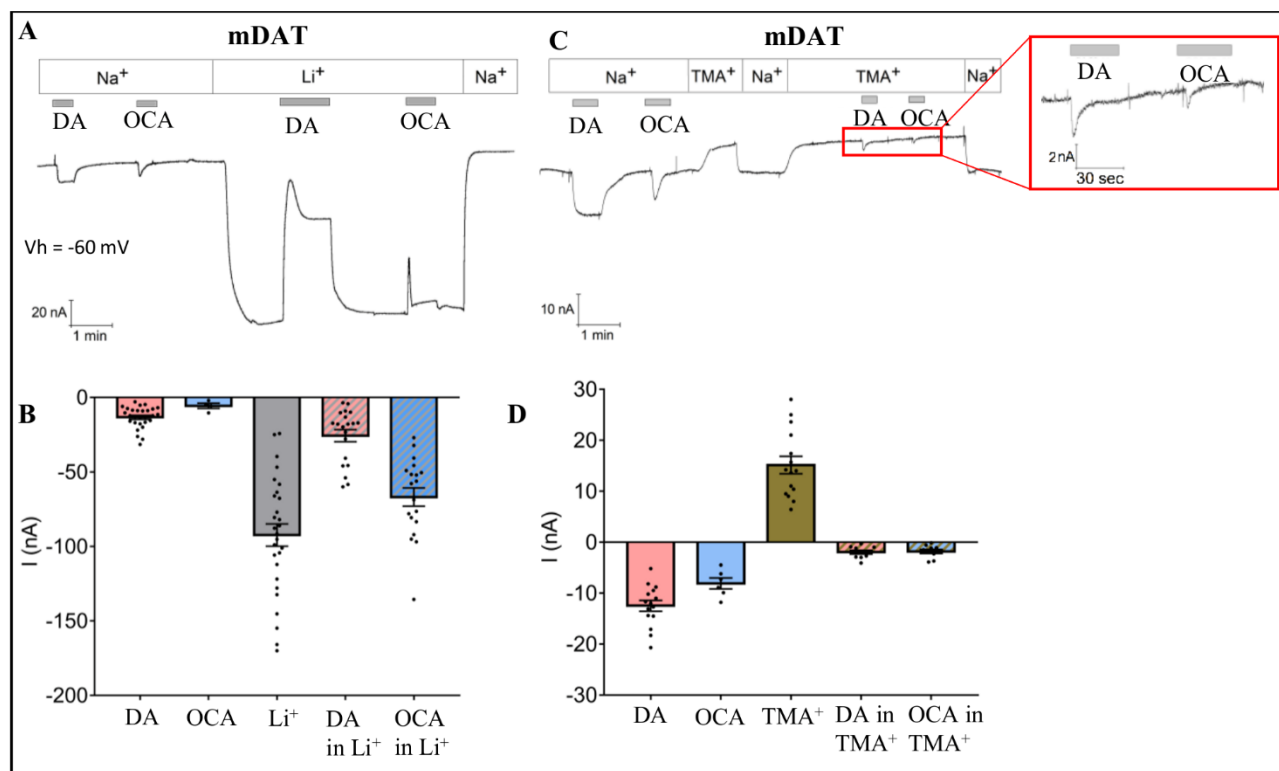 A
mDAT
Na⁺ Li⁺ Na⁺
DA OCA DA OCA
Vh = -60 mV
20 nA
1 min
C
mDAT
Na⁺ TMA⁺ Na⁺ TMA⁺ Na⁺
DA OCA DA OCA
10 nA
1 min
DA OCA
2 nA
30 sec
B
I (nA)
0
-50
-100
-150
-200
DA OCA Li⁺ DA in Li⁺ OCA in Li⁺
D
I (nA)
30
20
10
0
-10
-20
-30
DA OCA TMA⁺ DA in TMA⁺ OCA in TMA⁺